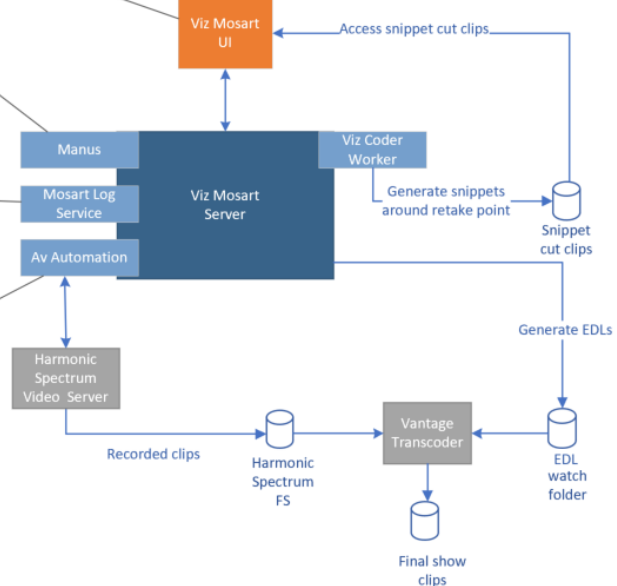 Viz Mosart
UI
Access snippet cut clips
Manus
Viz Coder
Worker
Mosart Log
Service
Viz Mosart
Server
Generate snippets
around retake point
Snippet
cut clips
Av Automation
Generate EDLs
Harmonic
Spectrum
Video Server
Vantage
Transcoder
Recorded clips
Harmonic
Spectrum
FS
EDL
watch
folder
Final show
clips